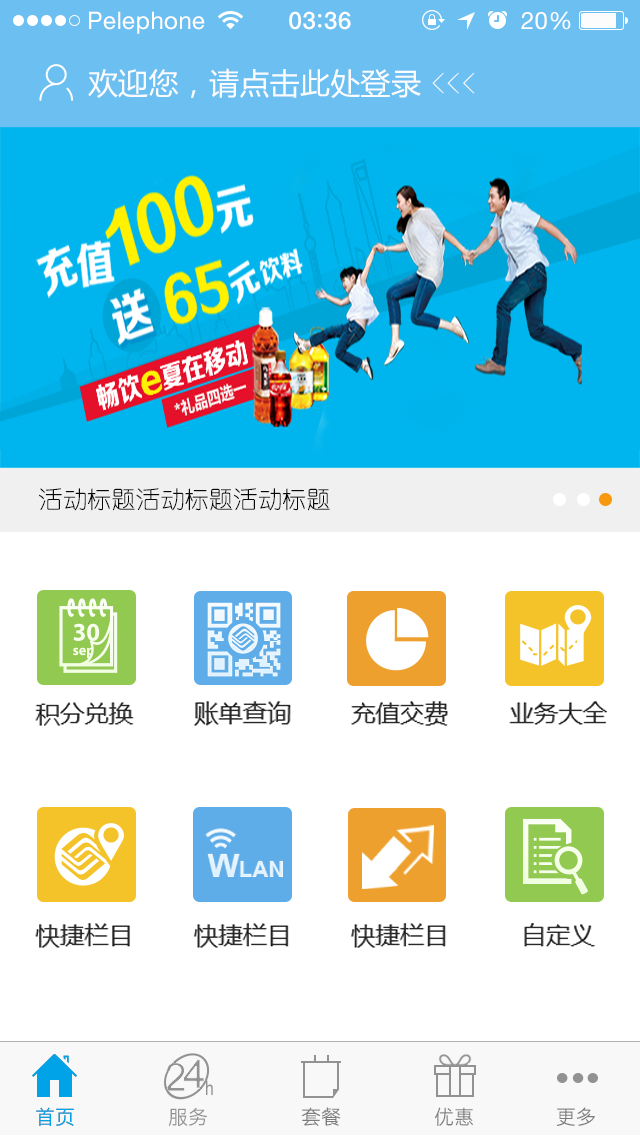 Pelephone 03:36 20%
欢迎您，请点击此处登录 <<<
充值100元
送65元饮料
畅饮e夏在移动
*礼品四选一
活动标题活动标题活动标题
30
sep
积分兑换 账单查询 充值交费 业务大全
WLAN
快捷栏目 快捷栏目 快捷栏目 自定义
24h
首页 服务 套餐 优惠 更多